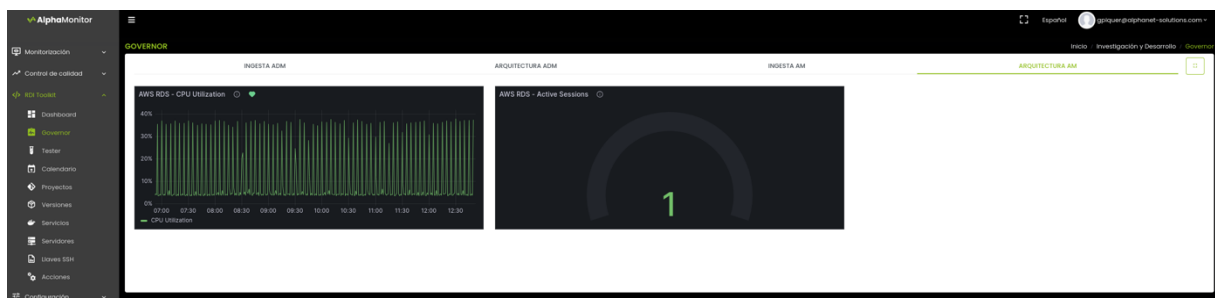 AlphaMonitor
Español
gpiquer@alphanet-solutions.com
Monitorización
Control de calidad
RDI Toolkit
Dashboard
Governor
Tester
Calendario
Proyectos
Versiones
Servicios
Servidores
Llaves SSH
Acciones
Configuración
GOVERNOR
Inicio
Investigación y Desarrollo
Governor
INGESTA ADM
ARQUITECTURA ADM
INGESTA AM
ARQUITECTURA AM
AWS RDS - CPU Utilization
40%
30%
20%
10%
0%
07:00 07:30 08:00 08:30 09:00 09:30 10:00 10:30 11:00 11:30 12:00 12:30
CPU Utilization
AWS RDS - Active Sessions
1